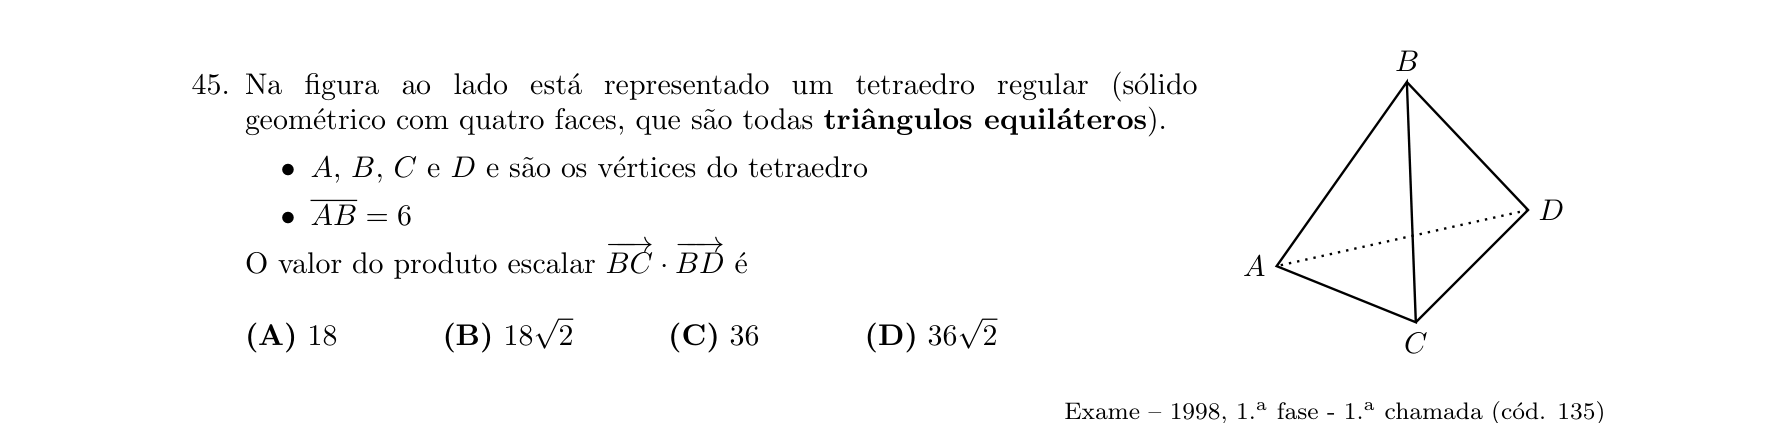 45. Na figura ao lado está representado um tetraedro regular (sólido
geométrico com quatro faces, que são todas triângulos equiláteros).
• A, B, C e D e são os vértices do tetraedro
• $\overline{AB} = 6$
O valor do produto escalar $\overrightarrow{BC} \cdot \overrightarrow{BD}$ é
(A) 18 (B) $18\sqrt{2}$ (C) 36 (D) $36\sqrt{2}$
B
D
A
C
Exame – 1998, 1.ª fase - 1.ª chamada (cód. 135)